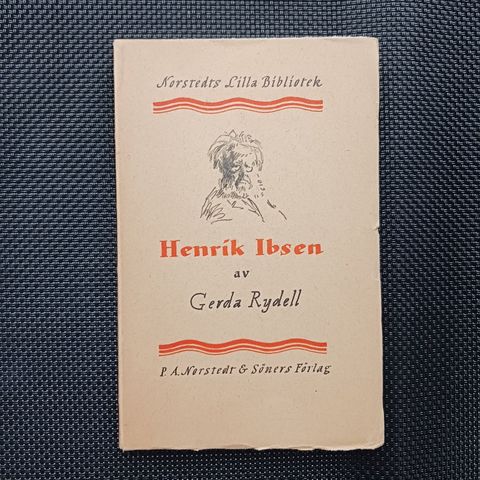 Norstedts Lilla Bibliotek
Henrik Ibsen
av
Gerda Rydell
P. A. Norstedt & Söners Förlag